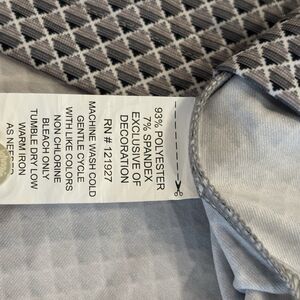 93% POLYESTER
7% SPANDEX
EXCLUSIVE OF
DECORATION
RN # 121927
MACHINE WASH COLD
GENTLE CYCLE
WITH LIKE COLORS
NON CHLORINE
BLEACH ONLY
TUMBLE DRY LOW
WARM IRON
AS NEEDED